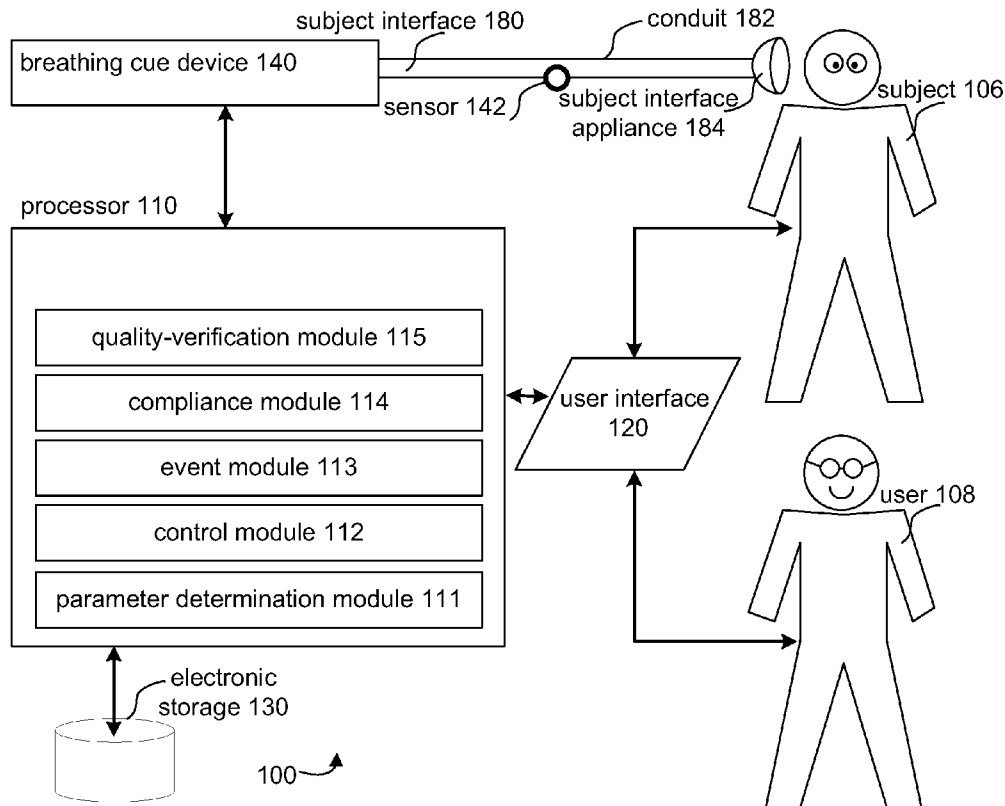 subject interface 180
conduit 182
breathing cue device 140
sensor 142
subject interface
appliance 184
subject 106
processor 110
quality-verification module 115
compliance module 114
event module 113
control module 112
parameter determination module 111
user interface
120
user 108
electronic
storage 130
100